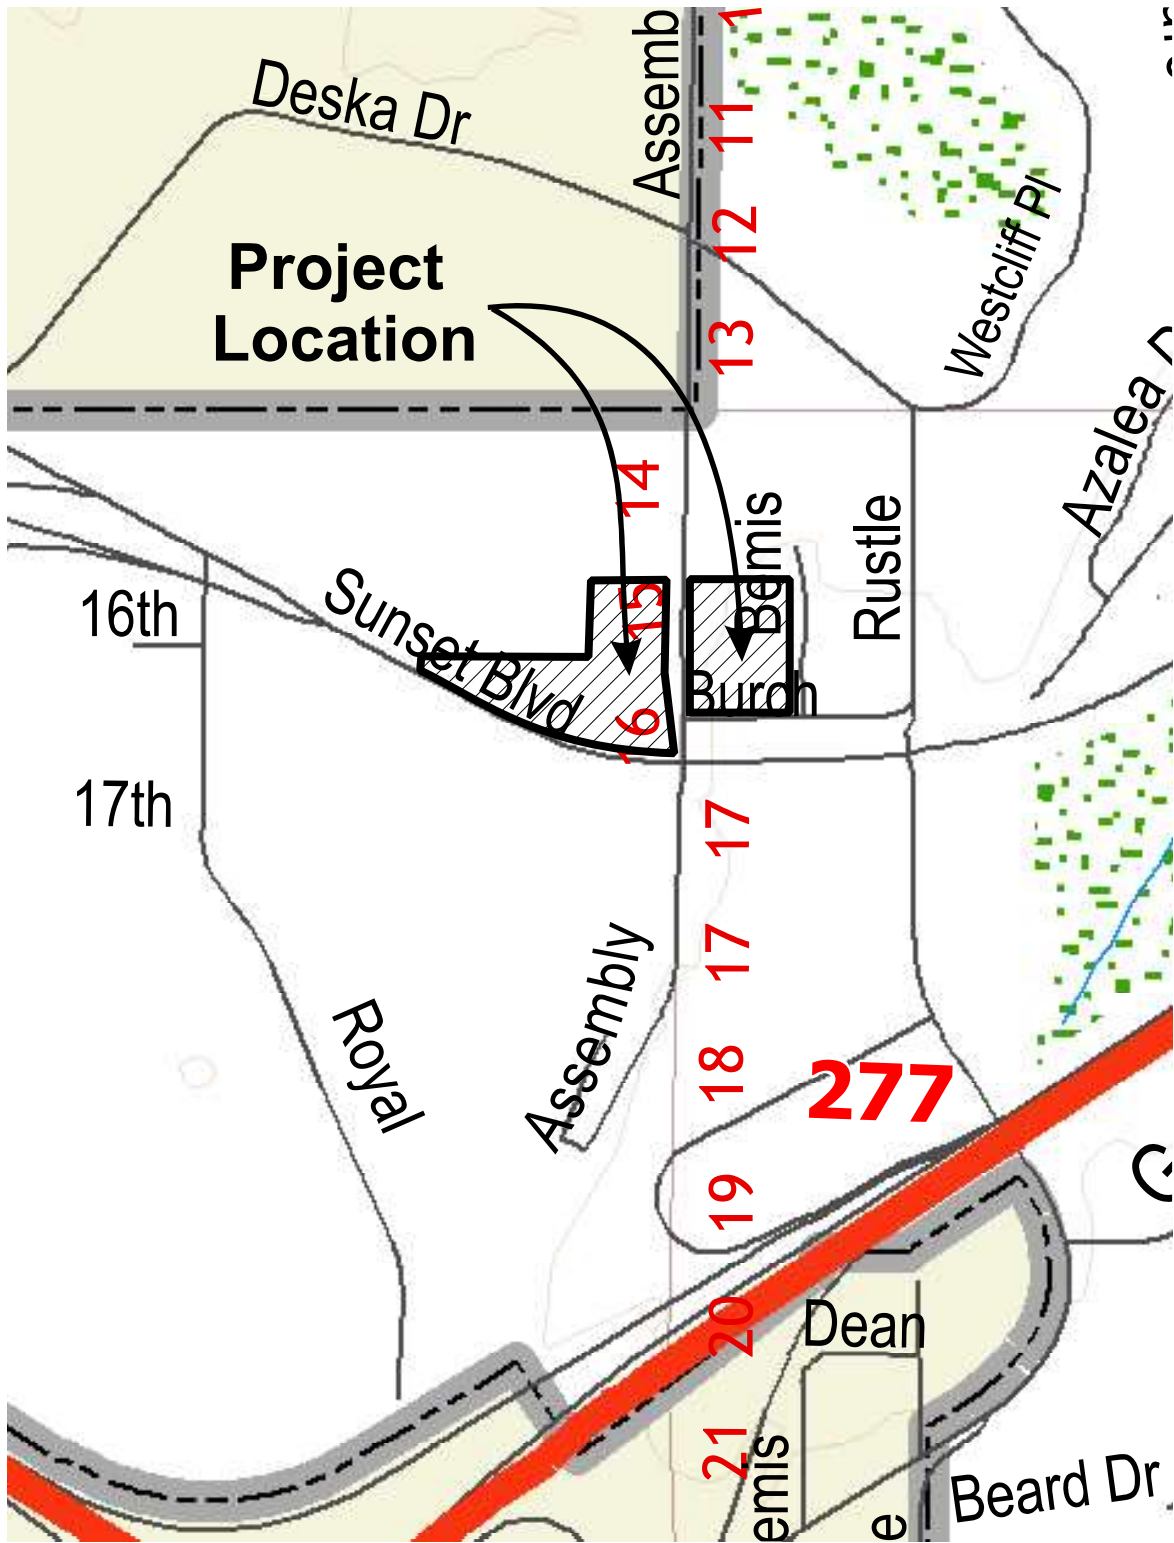 Assemb
1
Deska Dr
11
12
Westcliff Pl
Project
Location
13
Azalea D
14
Bemis
Rustle
16th
Sunset Blvd
15
Burch
16
17th
17
17
Assembly
Royal
18
277
19
G
20
Dean
21
emis
Beard Dr
e